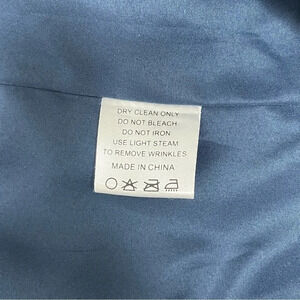 DRY CLEAN ONLY
DO NOT BLEACH
DO NOT IRON
USE LIGHT STEAM
TO REMOVE WRINKLES
MADE IN CHINA